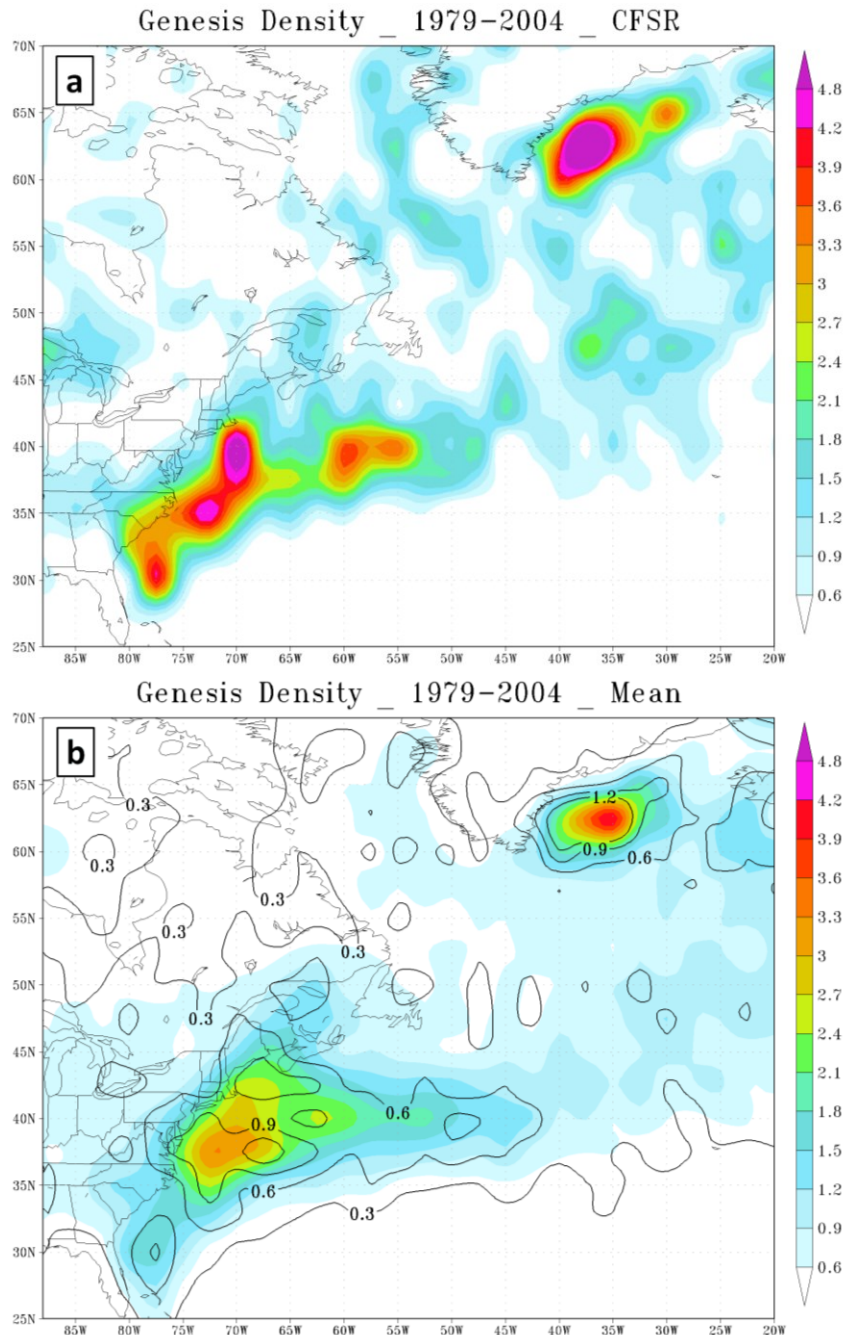 Genesis Density _ 1979-2004 _ CFSR
a
70N
65N
60N
55N
50N
45N
40N
35N
30N
25N
85W 80W 75W 70W 65W 60W 55W 50W 45W 40W 35W 30W 25W 20W
4.8
4.2
3.9
3.6
3.3
3
2.7
2.4
2.1
1.8
1.5
1.2
0.9
0.6
Genesis Density _ 1979-2004 _ Mean
b
70N
65N
60N
55N
50N
45N
40N
35N
30N
25N
85W 80W 75W 70W 65W 60W 55W 50W 45W 40W 35W 30W 25W 20W
0.3
1.2
0.3
0.9
0.6
0.3
0.3
0.3
0.3
0.6
0.9
0.6
0.3
4.8
4.2
3.9
3.6
3.3
3
2.7
2.4
2.1
1.8
1.5
1.2
0.9
0.6